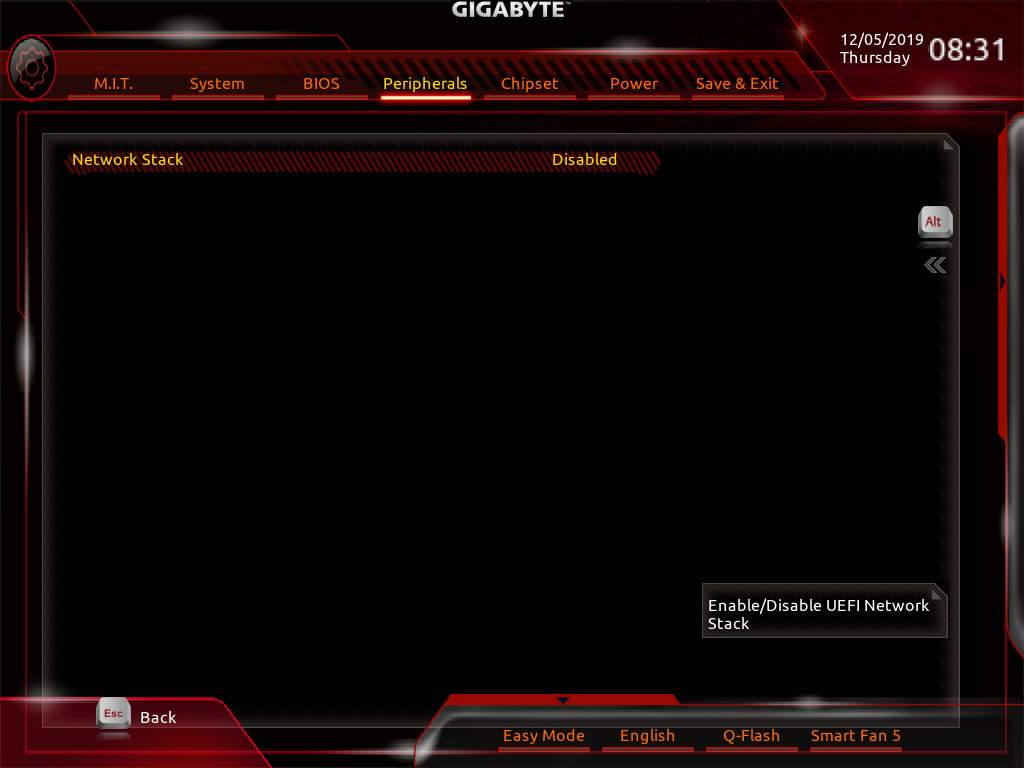 GIGABYTE
12/05/2019
Thursday
08:31
M.I.T. System BIOS Peripherals Chipset Power Save & Exit
Network Stack Disabled
Alt
Enable/Disable UEFI Network
Stack
Esc Back
Easy Mode English Q-Flash Smart Fan 5